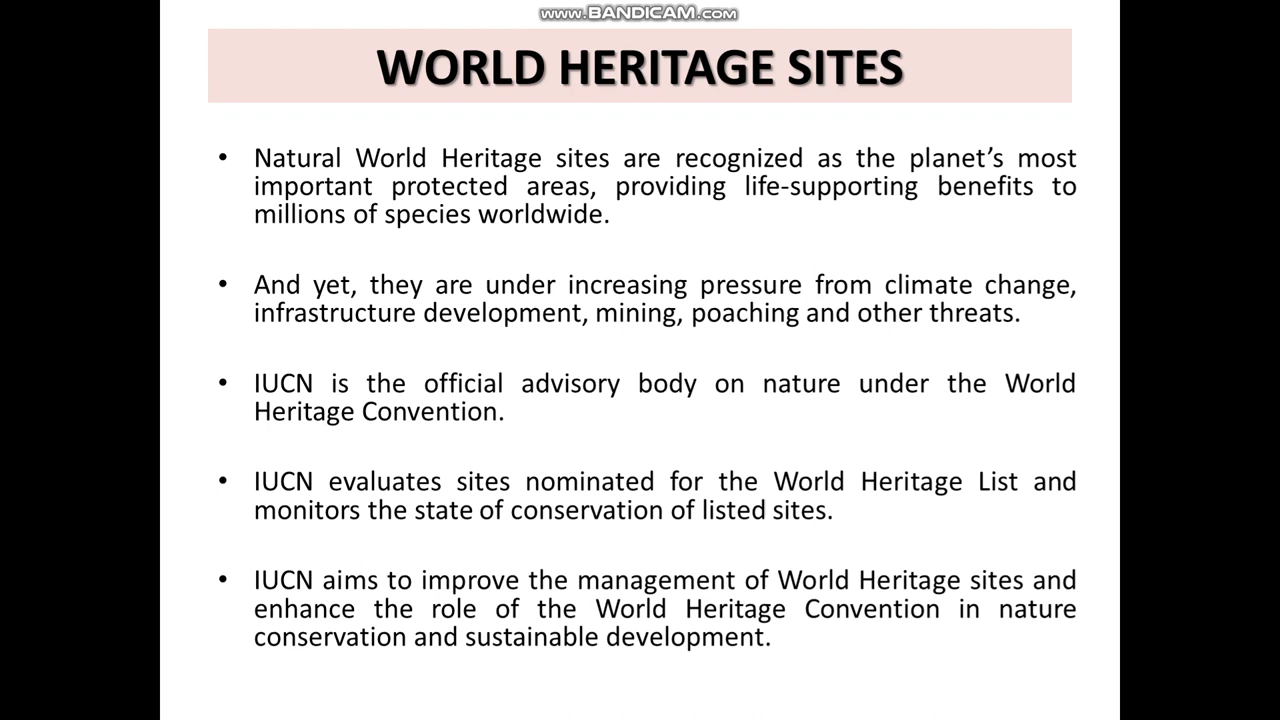 www.BANDICAM.com
WORLD HERITAGE SITES
• Natural World Heritage sites are recognized as the planet’s most
important protected areas, providing life-supporting benefits to
millions of species worldwide.
• And yet, they are under increasing pressure from climate change,
infrastructure development, mining, poaching and other threats.
• IUCN is the official advisory body on nature under the World
Heritage Convention.
• IUCN evaluates sites nominated for the World Heritage List and
monitors the state of conservation of listed sites.
• IUCN aims to improve the management of World Heritage sites and
enhance the role of the World Heritage Convention in nature
conservation and sustainable development.